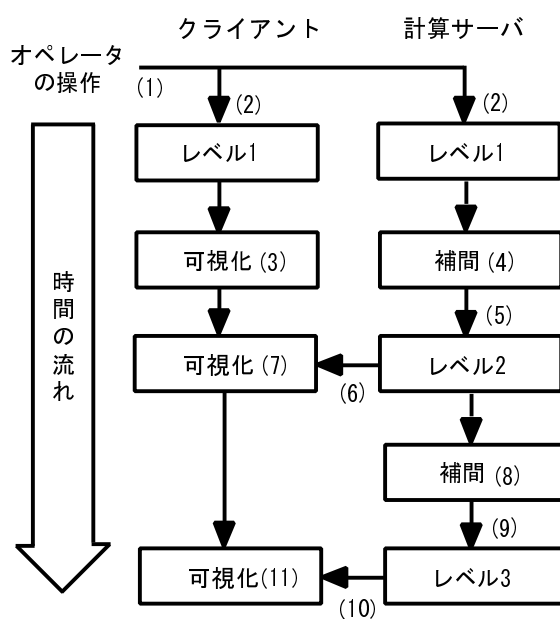 クライアント
計算サーバ
オペレータ
の操作
(1)
(2)
(2)
レベル1
レベル1
可視化 (3)
補間 (4)
(5)
可視化 (7)
(6)
レベル2
補間 (8)
(9)
可視化(11)
(10)
レベル3
時間の流れ